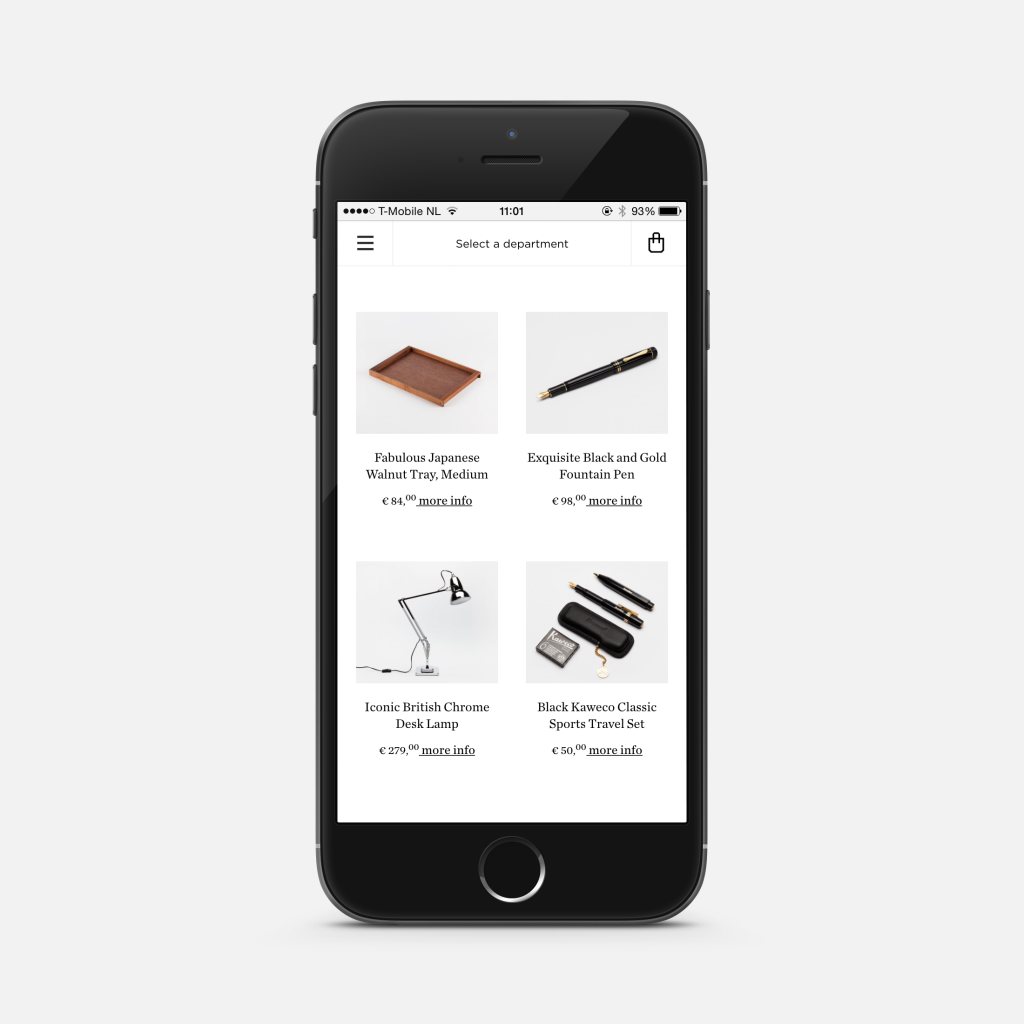 T-Mobile NL 11:01 93%
Select a department
Fabulous Japanese
Walnut Tray, Medium
€ 84,00 more info
Exquisite Black and Gold
Fountain Pen
€ 98,00 more info
Kaweco
Iconic British Chrome
Desk Lamp
€ 279,00 more info
Black Kaweco Classic
Sports Travel Set
€ 50,00 more info